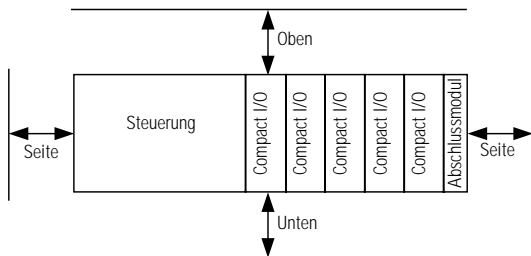 Oben
Steuerung
Compact I/O
Compact I/O
Compact I/O
Compact I/O
Compact I/O
Abschlussmodul
Seite
Seite
Unten